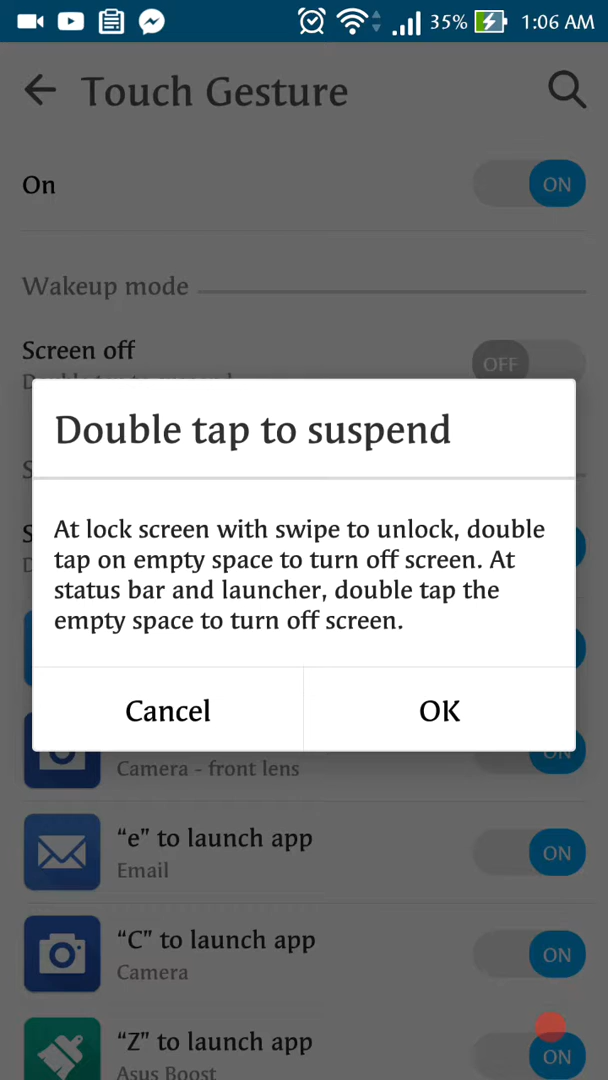 35% 1:06 AM
Touch Gesture
On ON
Wakeup mode
Screen off OFF
Double tap to suspend
At lock screen with swipe to unlock, double
tap on empty space to turn off screen. At
status bar and launcher, double tap the
empty space to turn off screen.
Cancel OK
ON
Camera - front lens
“e” to launch app
ON
Email
“C” to launch app
ON
Camera
“Z” to launch app
ON
Asus Boost